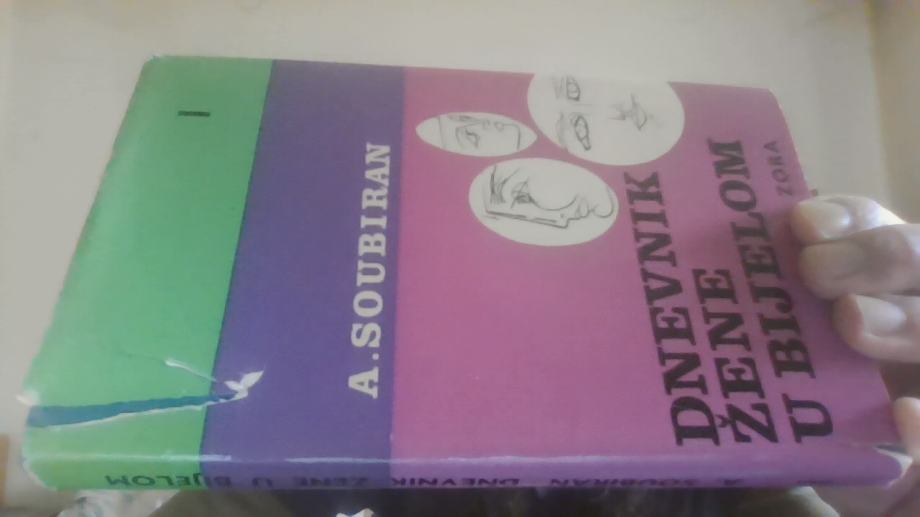 I
A. SOUBIRAN
DNEVNIK
ŽENE
U BIJELOM
ZORA
A. SOUBIRAN DNEVNIK ŽENE U BIJELOM